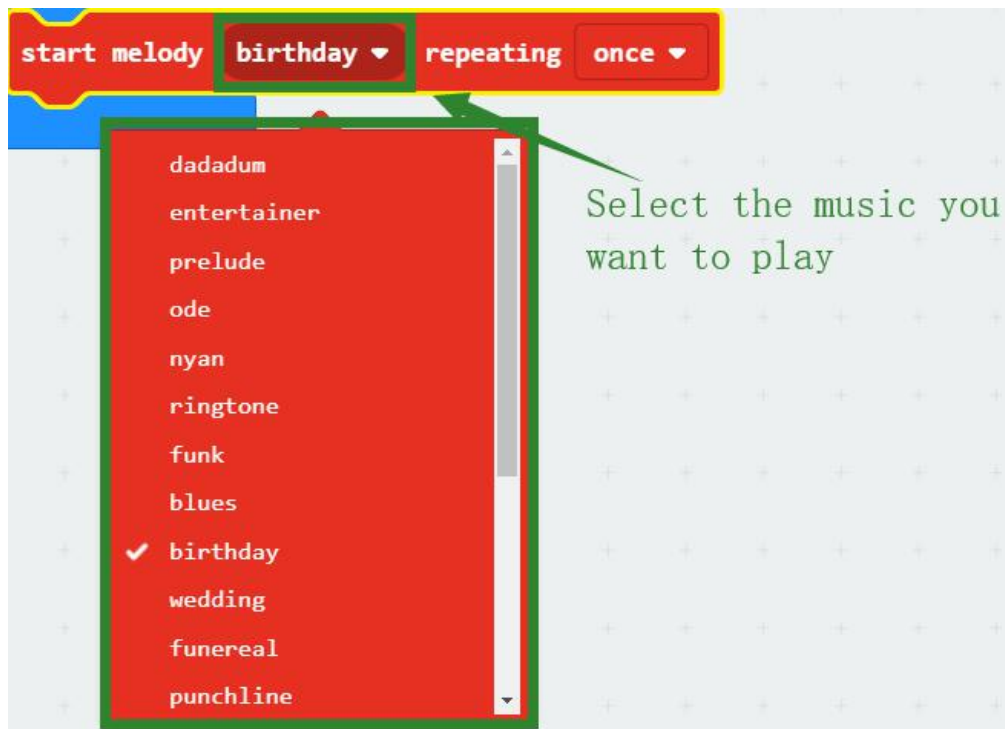 start melody birthday repeating once
dadadum
entertainer
prelude
ode
nyan
ringtone
funk
blues
birthday
wedding
funereal
punchline
Select the music you
want to play